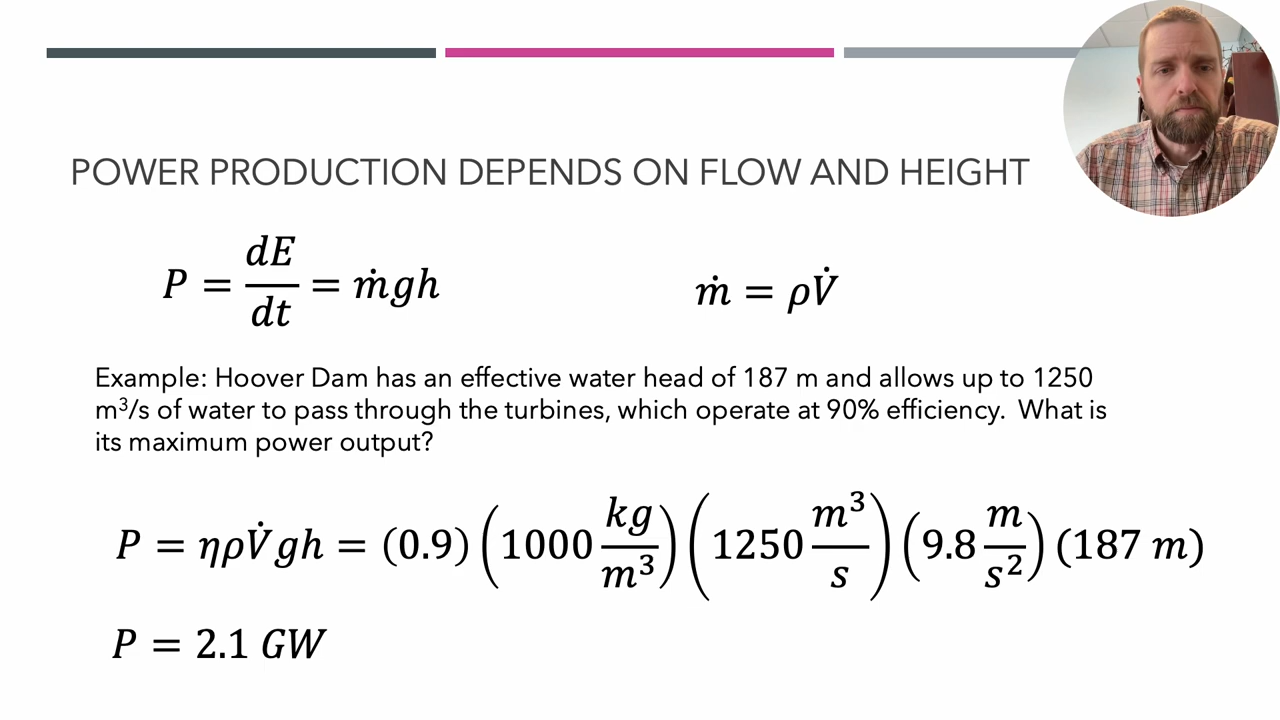 POWER PRODUCTION DEPENDS ON FLOW AND HEIGHT
P = dE/dt = ṁgh
ṁ = ρV̇
Example: Hoover Dam has an effective water head of 187 m and allows up to 1250
m³/s of water to pass through the turbines, which operate at 90% efficiency. What is
its maximum power output?
P = ηρV̇gh = (0.9) (1000 kg/m³) (1250 m³/s) (9.8 m/s²) (187 m)
P = 2.1 GW